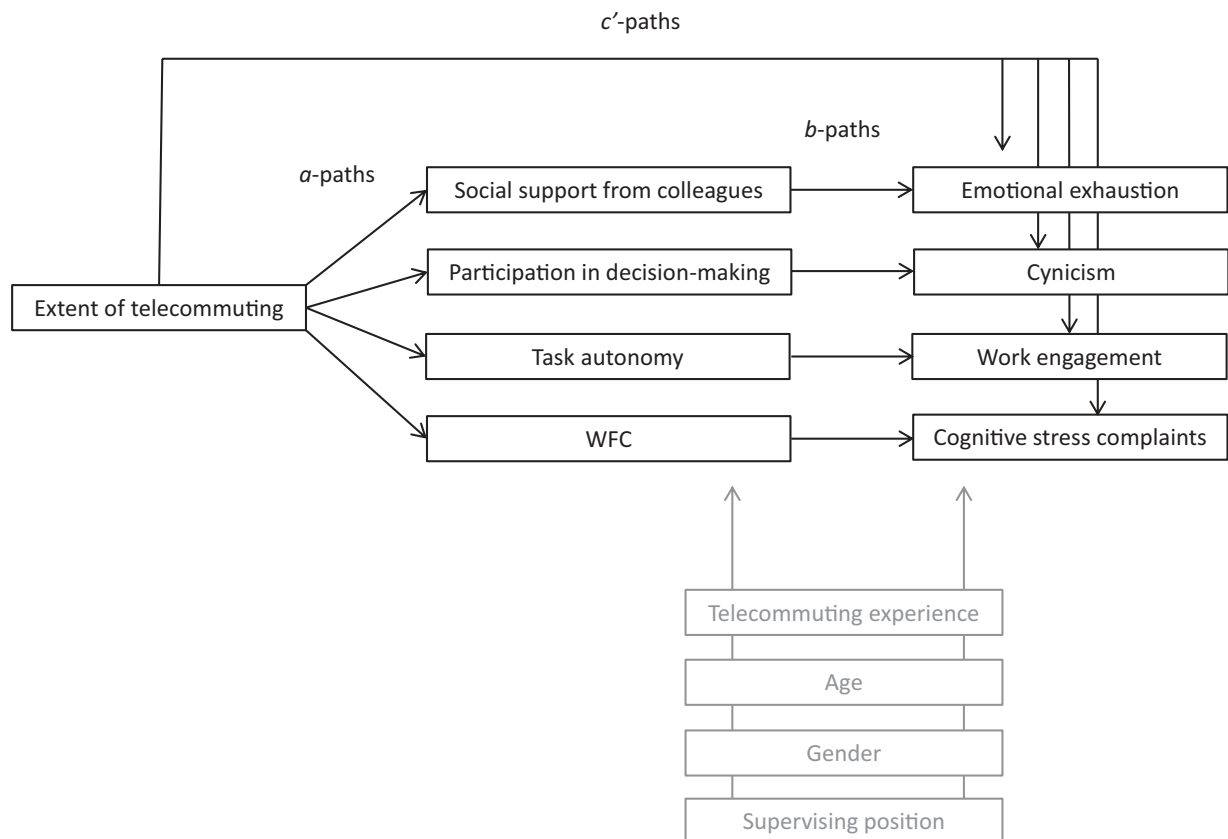 c′-paths
b-paths
a-paths
Social support from colleagues
Emotional exhaustion
Participation in decision-making
Cynicism
Extent of telecommuting
Task autonomy
Work engagement
WFC
Cognitive stress complaints
Telecommuting experience
Age
Gender
Supervising position